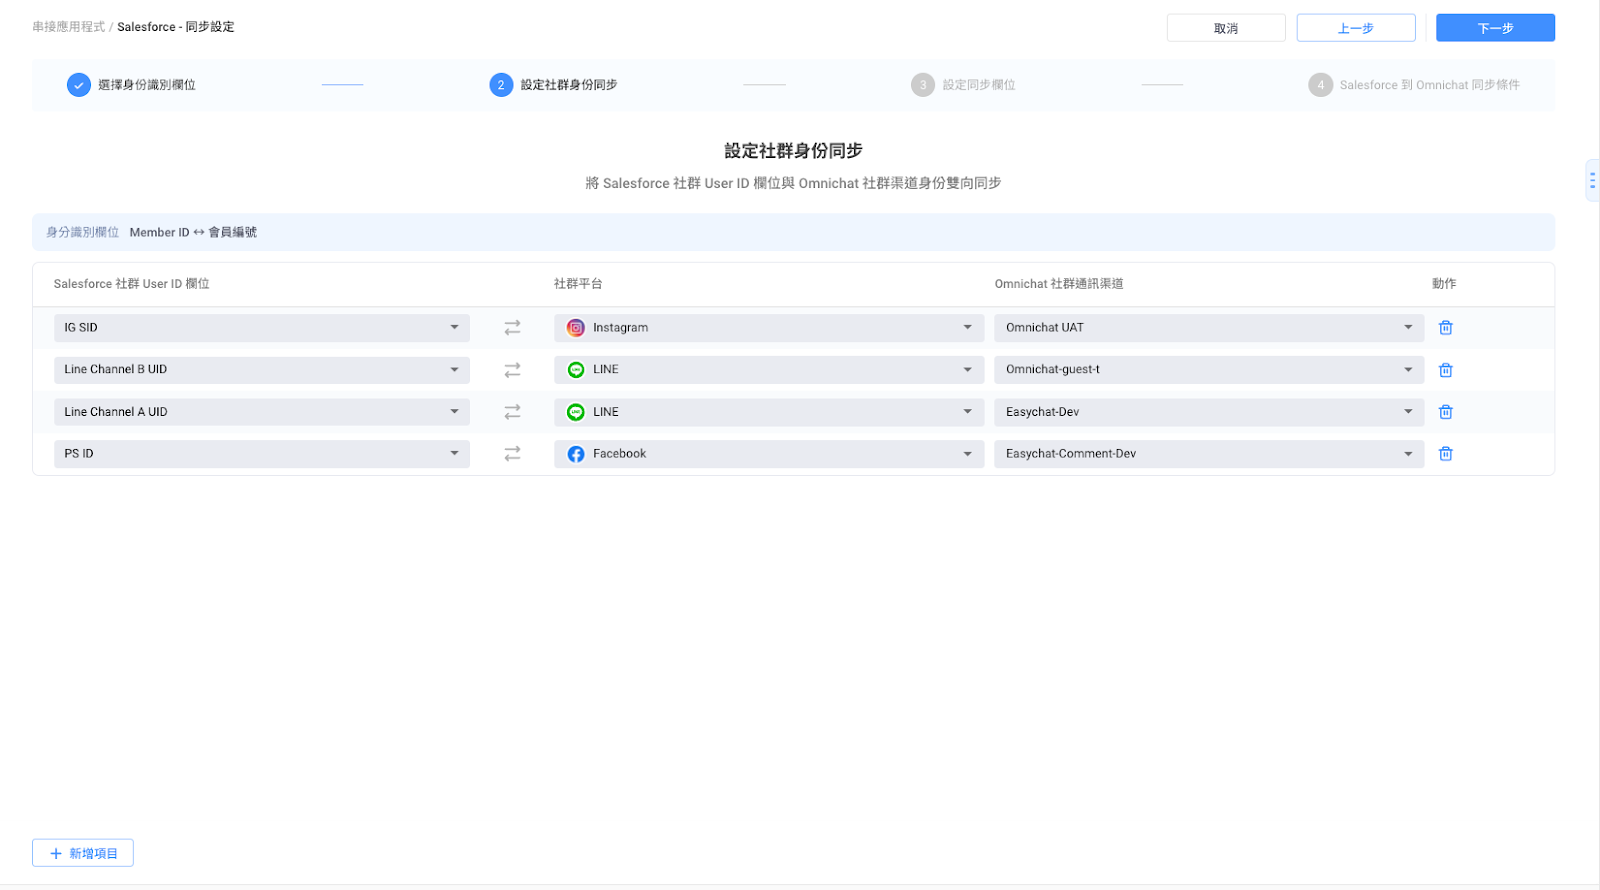 串接應用程式 / Salesforce - 同步設定
取消
上一步
下一步
選擇身份識別欄位
2 設定社群身份同步
3 設定同步欄位
4 Salesforce 到 Omnichat 同步條件
設定社群身份同步
將 Salesforce 社群 User ID 欄位與 Omnichat 社群渠道身份雙向同步
身分識別欄位 Member ID ↔ 會員編號
Salesforce 社群 User ID 欄位 社群平台 Omnichat 社群通訊渠道 動作
IG SID Instagram Omnichat UAT
Line Channel B UID LINE Omnichat-guest-t
Line Channel A UID LINE Easychat-Dev
PS ID Facebook Easychat-Comment-Dev
+ 新增項目